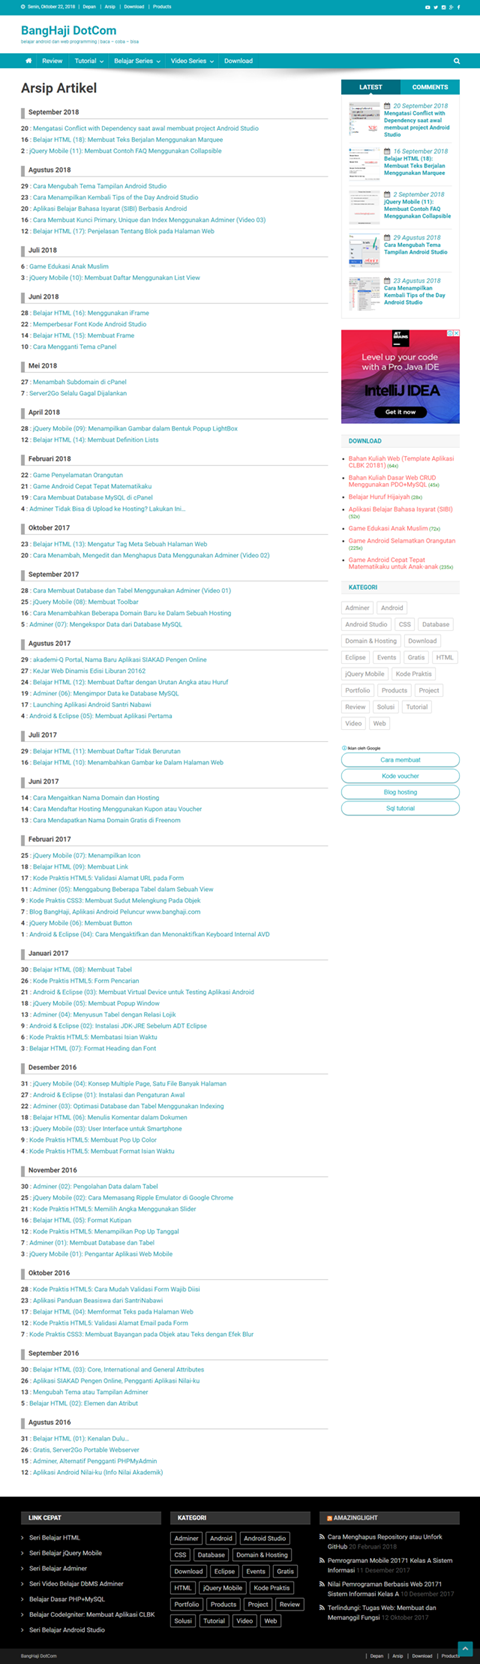 Senin, Oktober 22, 2018 | Depan | Arsip | Download | Products
BangHaji DotCom
belajar android dan web programming | baca – coba – bisa
Review Tutorial Belajar Series Video Series Download
Arsip Artikel
September 2018
20 : Mengatasi Conflict with Dependency saat awal membuat project Android Studio
16 : Belajar HTML (18): Membuat Teks Berjalan Menggunakan Marquee
2 : jQuery Mobile (11): Membuat Contoh FAQ Menggunakan Collapsible
Agustus 2018
29 : Cara Mengubah Tema Tampilan Android Studio
23 : Cara Menampilkan Kembali Tips of the Day Android Studio
20 : Aplikasi Belajar Bahasa Isyarat (SIBI) Berbasis Android
16 : Cara Membuat Kunci Primary, Unique dan Index Menggunakan Adminer (Video 03)
12 : Belajar HTML (17): Penjelasan Tentang Blok pada Halaman Web
Juli 2018
6 : Game Edukasi Anak Muslim
3 : jQuery Mobile (10): Membuat Daftar Menggunakan List View
Juni 2018
28 : Belajar HTML (16): Menggunakan iFrame
22 : Memperbesar Font Kode Android Studio
14 : Belajar HTML (15): Membuat Frame
10 : Cara Mengganti Tema cPanel
Mei 2018
27 : Menambah Subdomain di cPanel
7 : Server2Go Selalu Gagal Dijalankan
April 2018
28 : jQuery Mobile (09): Menampilkan Gambar dalam Bentuk Popup LightBox
12 : Belajar HTML (14): Membuat Definition Lists
Februari 2018
22 : Game Penyelamatan Orangutan
21 : Game Android Cepat Tepat Matematikaku
19 : Cara Membuat Database MySQL di cPanel
4 : Adminer Tidak Bisa di Upload ke Hosting? Lakukan Ini...
Oktober 2017
23 : Belajar HTML (13): Mengatur Tag Meta Sebuah Halaman Web
20 : Cara Menambah, Mengedit dan Menghapus Data Menggunakan Adminer (Video 02)
September 2017
28 : Cara Membuat Database dan Tabel Menggunakan Adminer (Video 01)
25 : jQuery Mobile (08): Membuat Toolbar
16 : Cara Menambahkan Beberapa Domain Baru ke Dalam Sebuah Hosting
5 : Adminer (07): Mengekspor Data dari Database MySQL
Agustus 2017
29 : akademi-Q Portal, Nama Baru Aplikasi SIAKAD Pengen Online
27 : KeJar Web Dinamis Edisi Liburan 20162
24 : Belajar HTML (12): Membuat Daftar dengan Urutan Angka atau Huruf
19 : Adminer (06): Mengimpor Data ke Database MySQL
17 : Launching Aplikasi Android Santri Nabawi
4 : Android & Eclipse (05): Membuat Aplikasi Pertama
Juli 2017
29 : Belajar HTML (11): Membuat Daftar Tidak Berurutan
16 : Belajar HTML (10): Menambahkan Gambar ke Dalam Halaman Web
Juni 2017
14 : Cara Mengaitkan Nama Domain dan Hosting
14 : Cara Mendaftar Hosting Menggunakan Kupon atau Voucher
13 : Cara Mendapatkan Nama Domain Gratis di Freenom
Februari 2017
25 : jQuery Mobile (07): Menampilkan Icon
18 : Belajar HTML (09): Membuat Link
17 : Kode Praktis HTML5: Validasi Alamat URL pada Form
11 : Adminer (05): Menggabung Beberapa Tabel dalam Sebuah View
9 : Kode Praktis CSS3: Membuat Sudut Melengkung Pada Objek
7 : Blog BangHaji, Aplikasi Android Peluncur www.banghaji.com
4 : jQuery Mobile (06): Membuat Button
1 : Android & Eclipse (04): Cara Mengaktifkan dan Menonaktifkan Keyboard Internal AVD
Januari 2017
30 : Belajar HTML (08): Membuat Tabel
26 : Kode Praktis HTML5: Form Pencarian
21 : Android & Eclipse (03): Membuat Virtual Device untuk Testing Aplikasi Android
18 : jQuery Mobile (05): Membuat Popup Window
13 : Adminer (04): Menyusun Tabel dengan Relasi Lojik
9 : Android & Eclipse (02): Instalasi JDK-JRE Sebelum ADT Eclipse
6 : Kode Praktis HTML5: Membatasi Isian Waktu
3 : Belajar HTML (07): Format Heading dan Font
Desember 2016
31 : jQuery Mobile (04): Konsep Multiple Page, Satu File Banyak Halaman
27 : Android & Eclipse (01): Instalasi dan Pengaturan Awal
22 : Adminer (03): Optimasi Database dan Tabel Menggunakan Indexing
18 : Belajar HTML (06): Menulis Komentar dalam Dokumen
13 : jQuery Mobile (03): User Interface untuk Smartphone
9 : Kode Praktis HTML5: Membuat Pop Up Color
4 : Kode Praktis HTML5: Membuat Format Isian Waktu
November 2016
30 : Adminer (02): Pengolahan Data dalam Tabel
25 : jQuery Mobile (02): Cara Memasang Ripple Emulator di Google Chrome
21 : Kode Praktis HTML5: Memilih Angka Menggunakan Slider
16 : Belajar HTML (05): Format Kutipan
12 : Kode Praktis HTML5: Menampilkan Pop Up Tanggal
7 : Adminer (01): Membuat Database dan Tabel
3 : jQuery Mobile (01): Pengantar Aplikasi Web Mobile
Oktober 2016
28 : Kode Praktis HTML5: Cara Mudah Validasi Form Wajib Diisi
23 : Aplikasi Panduan Beasiswa dari SantriNabawi
17 : Belajar HTML (04): Memformat Teks pada Halaman Web
12 : Kode Praktis HTML5: Validasi Alamat Email pada Form
7 : Kode Praktis CSS3: Membuat Bayangan pada Objek atau Teks dengan Efek Blur
September 2016
30 : Belajar HTML (03): Core, International and General Attributes
26 : Aplikasi SIAKAD Pengen Online, Pengganti Aplikasi Nilai-ku
13 : Mengubah Tema atau Tampilan Adminer
5 : Belajar HTML (02): Elemen dan Atribut
Agustus 2016
31 : Belajar HTML (01): Kenalan Dulu...
26 : Gratis, Server2Go Portable Webserver
15 : Adminer, Alternatif Pengganti PHPMyAdmin
12 : Aplikasi Android Nilai-ku (Info Nilai Akademik)
LATEST COMMENTS
20 September 2018
Mengatasi Conflict with
Dependency saat awal
membuat project Android
Studio
16 September 2018
Belajar HTML (18):
Membuat Teks Berjalan
Menggunakan Marquee
2 September 2018
jQuery Mobile (11):
Membuat Contoh FAQ
Menggunakan Collapsible
29 Agustus 2018
Cara Mengubah Tema
Tampilan Android Studio
23 Agustus 2018
Cara Menampilkan
Kembali Tips of the Day
Android Studio
JET
BRAINS
Level up your code
with a Pro Java IDE
IntelliJ IDEA
Get it now
DOWNLOAD
Bahan Kuliah Web (Template Aplikasi
CLBK 20181) (66x)
Bahan Kuliah Dasar Web CRUD
Menggunakan PDO+MySQL (45x)
Belajar Huruf Hijaiyah (28x)
Aplikasi Belajar Bahasa Isyarat (SIBI)
(52x)
Game Edukasi Anak Muslim (72x)
Game Android Selamatkan Orangutan
(225x)
Game Android Cepat Tepat
Matematikaku untuk Anak-anak (235x)
KATEGORI
Adminer Android
Android Studio CSS Database
Domain & Hosting Download
Eclipse Events Gratis HTML
jQuery Mobile Kode Praktis
Portfolio Products Project
Review Solusi Tutorial
Video Web
Iklan oleh Google
Cara membuat
Kode voucher
Blog hosting
Sql tutorial
LINK CEPAT
Seri Belajar HTML
Seri Belajar jQuery Mobile
Seri Belajar Adminer
Seri Video Belajar DbMS Adminer
Belajar Dasar PHP+MySQL
Belajar CodeIgniter: Membuat Aplikasi CLBK
Seri Belajar Android Studio
KATEGORI
Adminer Android Android Studio
CSS Database Domain & Hosting
Download Eclipse Events Gratis
HTML jQuery Mobile Kode Praktis
Portfolio Products Project Review
Solusi Tutorial Video Web
AMAZINGLIGHT
Cara Menghapus Repository atau Unfork
GitHub 20 Februari 2018
Pemrograman Mobile 20171 Kelas A Sistem
Informasi 11 Desember 2017
Nilai Pemrograman Berbasis Web 20171
Sistem Informasi Kelas A 10 Desember 2017
Terlindungi: Tugas Web: Membuat dan
Memanggil Fungsi 12 Oktober 2017
BangHaji DotCom
| Depan | Arsip | Download | Products